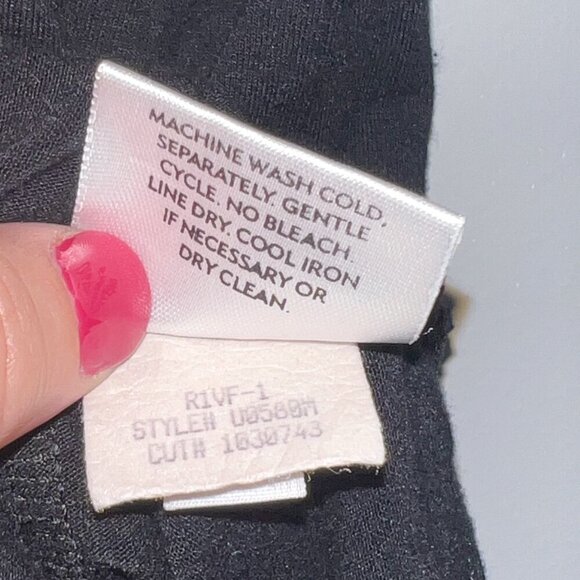 MACHINE WASH COLD,
SEPARATELY. GENTLE
CYCLE. NO BLEACH.
LINE DRY. COOL IRON
IF NECESSARY OR
DRY CLEAN.
R1VF-1
STYLE# U0580M
CUT# 1030743